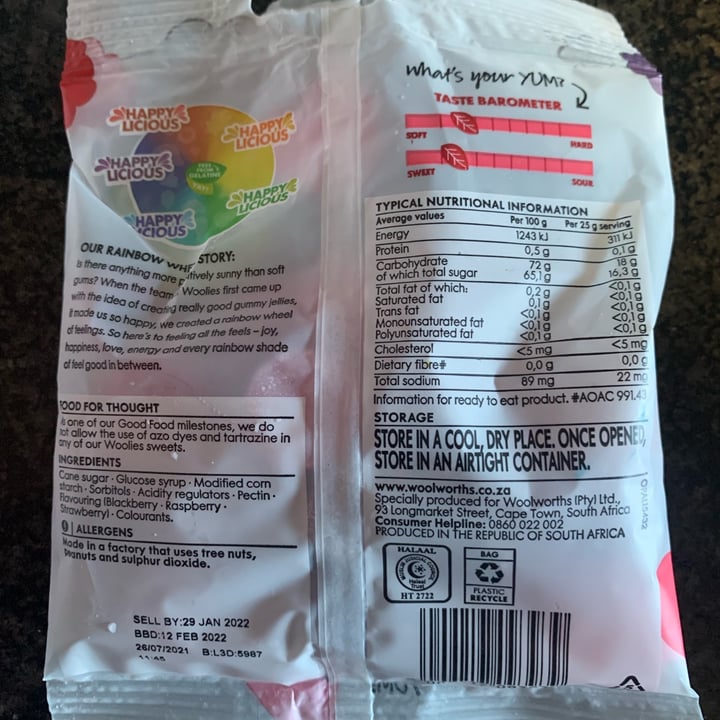 HAPPY
LICIOUS
HAPPY
LICIOUS
HAPPY
LICIOUS
FREE
FROM
GELATINE
YAY!
HAPPY
LICIOUS
HAPPY
ICIOUS
OUR RAINBOW WHE STORY:
Is there anything more p itively sunny than soft
gums? When the team Woolies first came up
with the idea of creating really good gummy jellies,
it made us so happy, we created a rainbow wheel
of feelings. So here's to feeling all the feels – joy,
happiness, love, energy and every rainbow shade
of feel good in between.
FOOD FOR THOUGHT
As one of our Good Food milestones, we do
not allow the use of azo dyes and tartrazine in
any of our Woolies sweets.
INGREDIENTS
Cane sugar · Glucose syrup · Modified corn
starch · Sorbitols · Acidity regulators · Pectin ·
Flavouring (Blackberry · Raspberry ·
Strawberry) · Colourants.
! | ALLERGENS
Made in a factory that uses tree nuts,
peanuts and sulphur dioxide.
SELL BY:29 JAN 2022
BBD:12 FEB 2022
26/07/2021 B:L3D:5987
11:45
what's your YUM?
TASTE BAROMETER
SOFT HARD
SWEET SOUR
TYPICAL NUTRITIONAL INFORMATION
Average values Per 100 g Per 25 g serving
Energy 1243 kJ 311 kJ
Protein 0,5 g 0,1 g
Carbohydrate 72 g 18 g
of which total sugar 65,1 g 16,3 g
Total fat of which: 0,2 g <0,1 g
Saturated fat 0,1 g <0,1 g
Trans fat <0,1 g <0,1 g
Monounsaturated fat <0,1 g <0,1 g
Polyunsaturated fat <0,1 g <0,1 g
Cholesterol <5 mg <5 mg
Dietary fibre# 0,0 g 0,0 g
Total sodium 89 mg 22 mg
Information for ready to eat product. #AOAC 991.43
STORAGE
STORE IN A COOL, DRY PLACE. ONCE OPENED,
STORE IN AN AIRTIGHT CONTAINER.
www.woolworths.co.za
Specially produced for Woolworths (Pty) Ltd.,
93 Longmarket Street, Cape Town, South Africa
Consumer Helpline: 0860 022 002
PRODUCED IN THE REPUBLIC OF SOUTH AFRICA
HALAAL
HT 2722
BAG
PLASTIC
RECYCLE